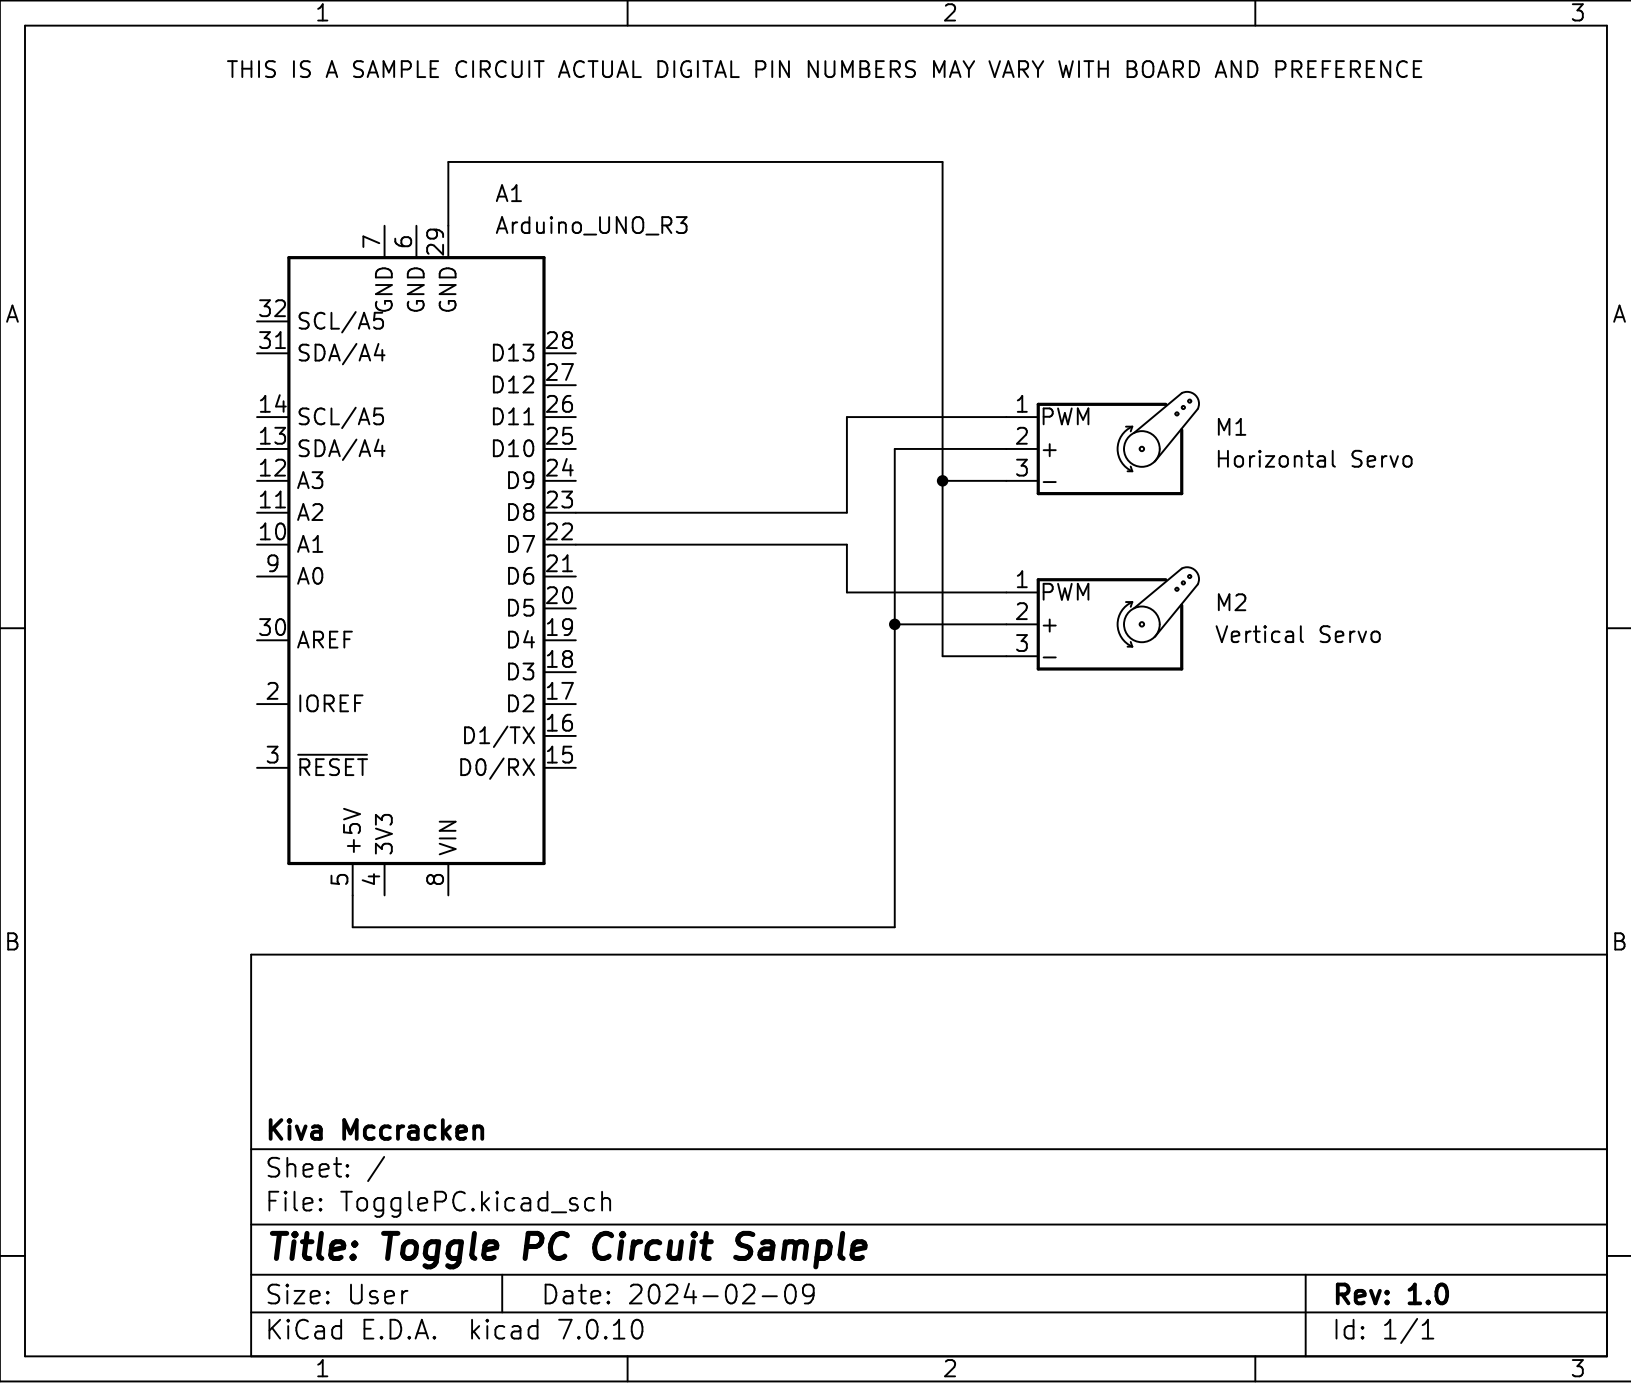 1 2 3
THIS IS A SAMPLE CIRCUIT ACTUAL DIGITAL PIN NUMBERS MAY VARY WITH BOARD AND PREFERENCE
A1
Arduino_UNO_R3
7 6 29
GND GND GND
A A
32 SCL/A5
31 SDA/A4
D13 28
D12 27
14 SCL/A5 D11 26
13 SDA/A4 D10 25
12 A3 D9 24
11 A2 D8 23
10 A1 D7 22
9 A0 D6 21
D5 20
30 AREF D4 19
D3 18
2 IOREF D2 17
D1/TX 16
3 RESET D0/RX 15
+5V 3V3 VIN
5 4 8
1 PWM
2 +
3 −
M1
Horizontal Servo
1 PWM
2 +
3 −
M2
Vertical Servo
B B
Kiva Mccracken
Sheet: /
File: TogglePC.kicad_sch
Title: Toggle PC Circuit Sample
Size: User Date: 2024-02-09 Rev: 1.0
KiCad E.D.A. kicad 7.0.10 Id: 1/1
1 2 3